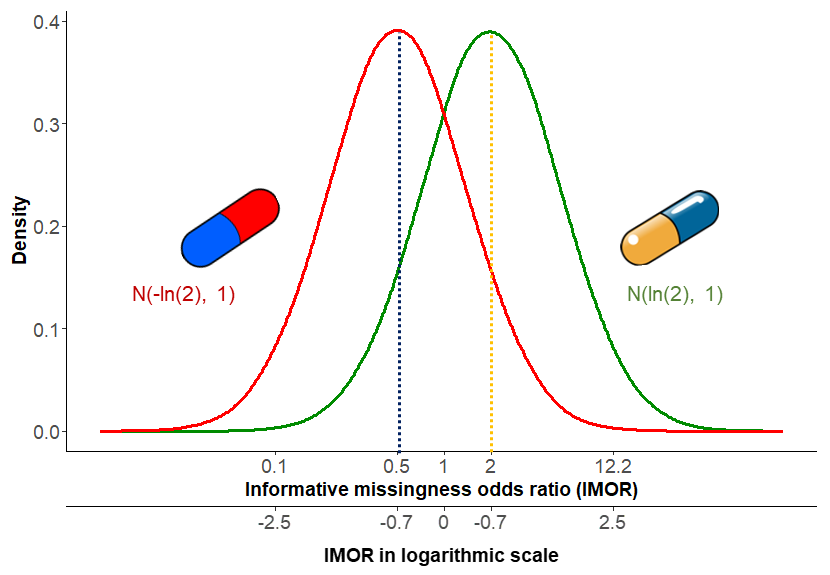 0.4
0.3
0.2
0.1
0.0
Density
N(-ln(2), 1)
N(ln(2), 1)
0.1 0.5 1 2 12.2
Informative missingness odds ratio (IMOR)
-2.5 -0.7 0 -0.7 2.5
IMOR in logarithmic scale